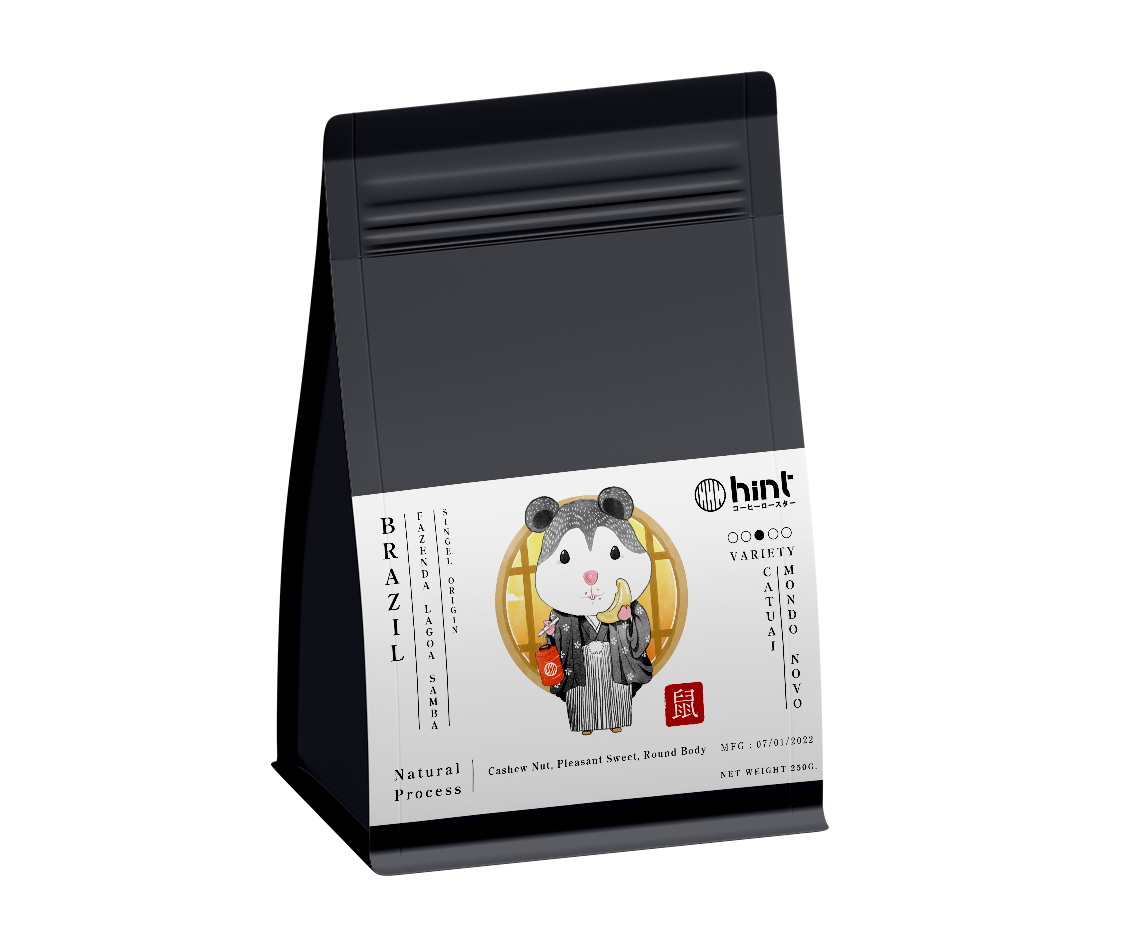 BRAZIL
FAZENDA LAGOA SAMBA
SINGEL ORIGIN
hint
コーヒーロースター
VARIETY
CATUAI
MONDO NOVO
鼠
Natural
Process
Cashew Nut, Pleasant Sweet, Round Body
MFG : 07/01/2022
NET WEIGHT 250G.